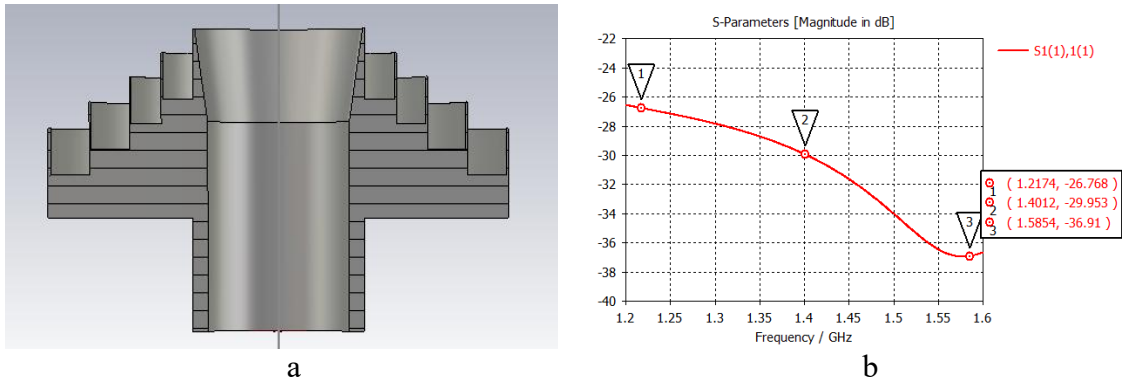 S-Parameters [Magnitude in dB]
-22
-24
-26
-28
-30
-32
-34
-36
-38
-40
1.2
1.25
1.3
1.35
1.4
1.45
1.5
1.55
1.6
Frequency / GHz
S1(1),1(1)
1
2
3
1 ( 1.2174, -26.768 )
2 ( 1.4012, -29.953 )
3 ( 1.5854, -36.91 )
a
b